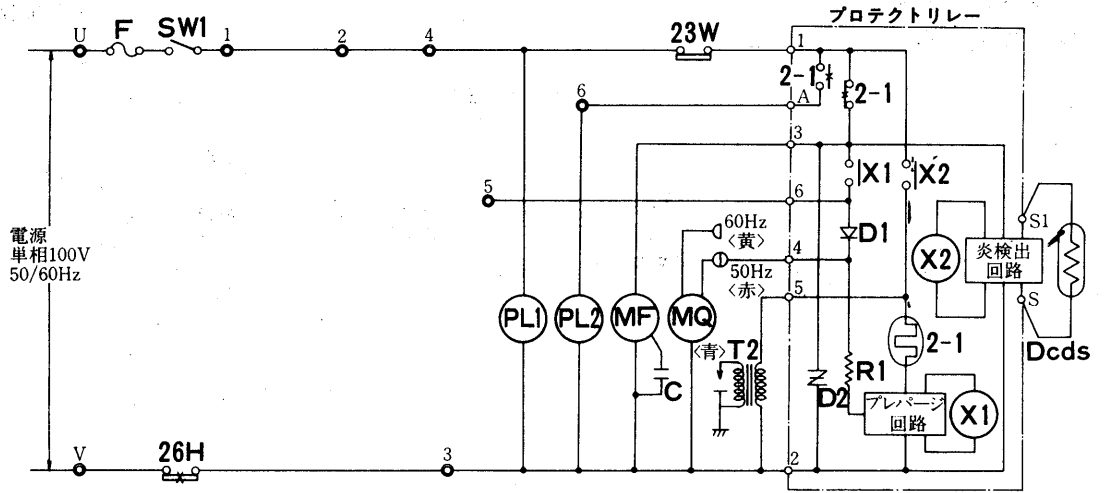 プロテクトリレー
U
F
SW1
1
2
4
23W
1
2-1
A
2-1
6
3
X1
X2
5
6
60Hz
〈黄〉
D1
S1
電源
単相100V
50/60Hz
X2
炎検出
回路
50Hz
〈赤〉
4
5
S
PL1
PL2
MF
MQ
〈青〉
T2
2-1
Dcds
C
D2
R1
プレパージ
回路
X1
V
26H
3
2